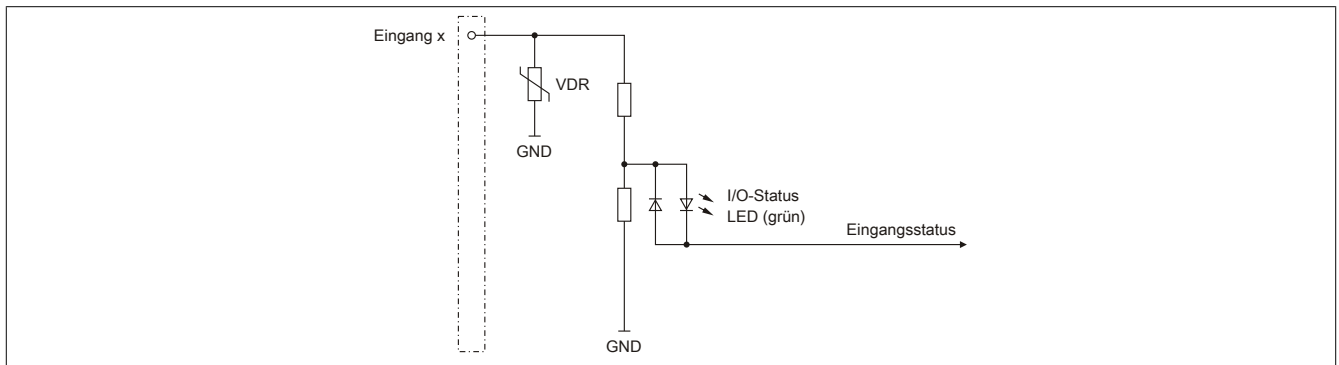 Eingang x
VDR
GND
I/O-Status
LED (grün)
Eingangsstatus
GND